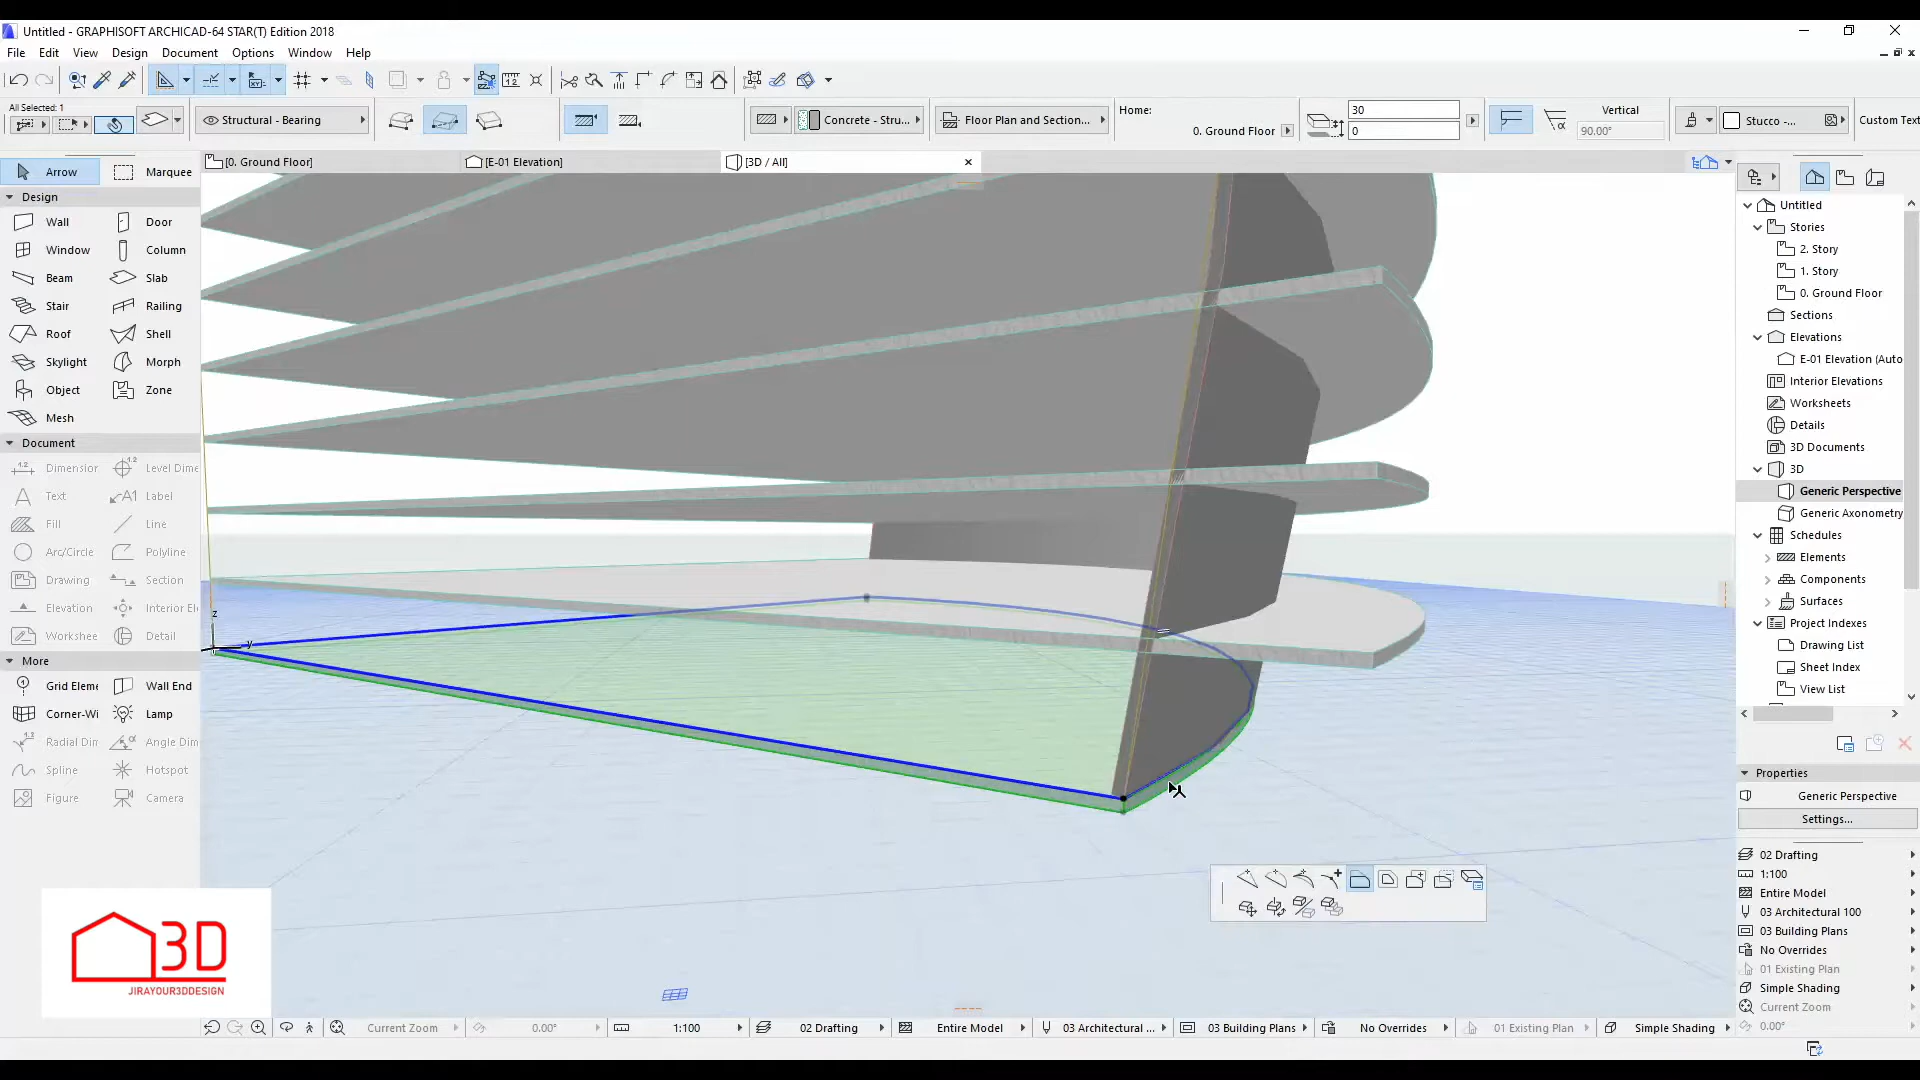 Untitled - GRAPHISOFT ARCHICAD-64 STAR(T) Edition 2018
File Edit View Design Document Options Window Help
All Selected: 1
Structural - Bearing
Concrete - Stru...
Floor Plan and Section...
Home:
0. Ground Floor
30
0
Vertical
90.00°
Stucco -...
Custom Text
[0. Ground Floor]
[E-01 Elevation]
[3D / All]
Arrow Marquee
Design
Wall Door
Window Column
Beam Slab
Stair Railing
Roof Shell
Skylight Morph
Object Zone
Mesh
Document
Dimension Level Dime
Text Label
Fill Line
Arc/Circle Polyline
Drawing Section
Elevation Interior El
Workshee Detail
More
Grid Eleme Wall End
Corner-Wi Lamp
Radial Dim Angle Dim
Spline Hotspot
Figure Camera
z
y
3D
JIRAYOUR3DDESIGN
Untitled
Stories
2. Story
1. Story
0. Ground Floor
Sections
Elevations
E-01 Elevation (Auto
Interior Elevations
Worksheets
Details
3D Documents
3D
Generic Perspective
Generic Axonometry
Schedules
Elements
Components
Surfaces
Project Indexes
Drawing List
Sheet Index
View List
Properties
Generic Perspective
Settings...
02 Drafting
1:100
Entire Model
03 Architectural 100
03 Building Plans
No Overrides
01 Existing Plan
Simple Shading
Current Zoom
0.00°
Current Zoom 0.00° 1:100 02 Drafting Entire Model 03 Architectural ... 03 Building Plans No Overrides 01 Existing Plan Simple Shading